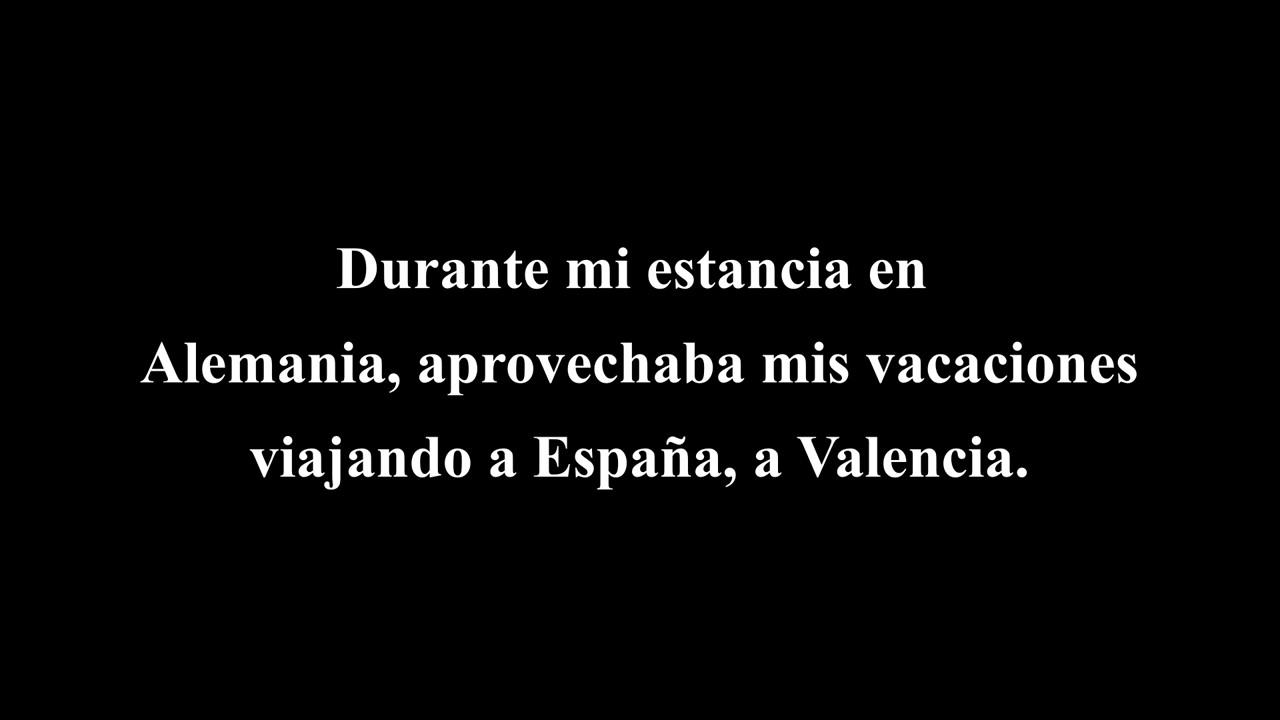 Durante mi estancia en
Alemania, aprovechaba mis vacaciones
viajando a España, a Valencia.